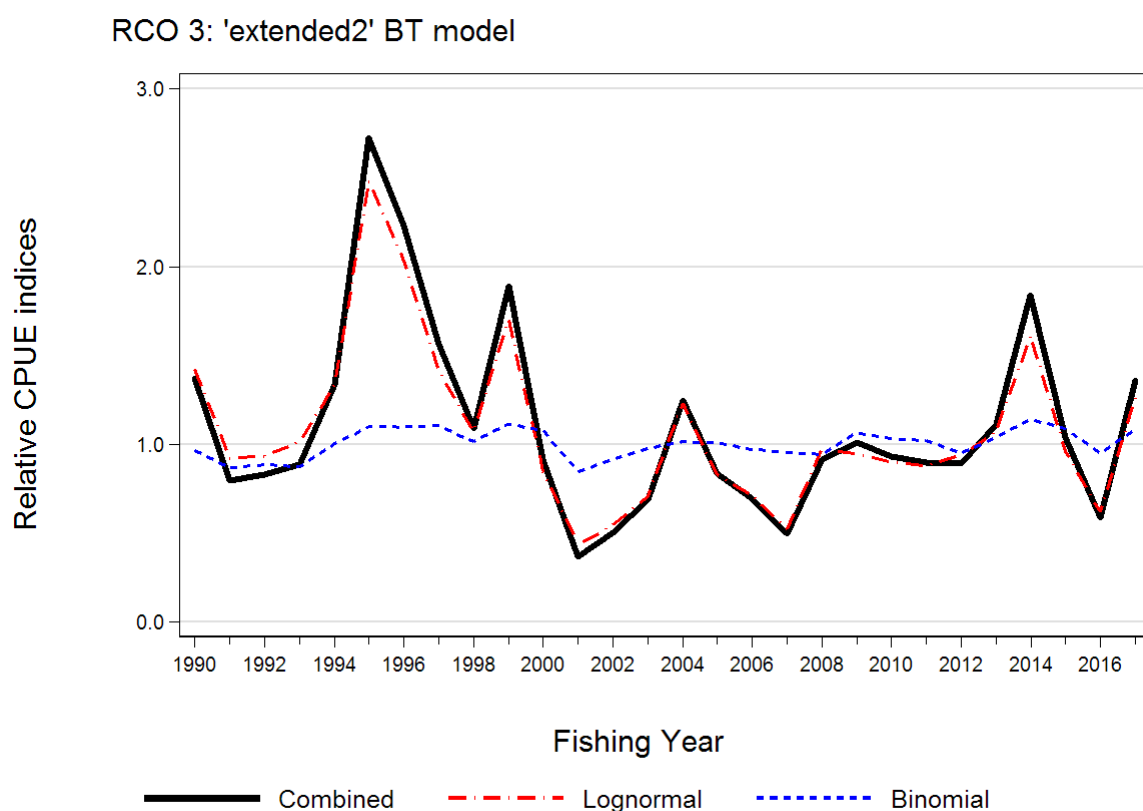 RCO 3: 'extended2' BT model
Relative CPUE indices
3.0
2.0
1.0
0.0
1990 1992 1994 1996 1998 2000 2002 2004 2006 2008 2010 2012 2014 2016
Fishing Year
Combined Lognormal Binomial